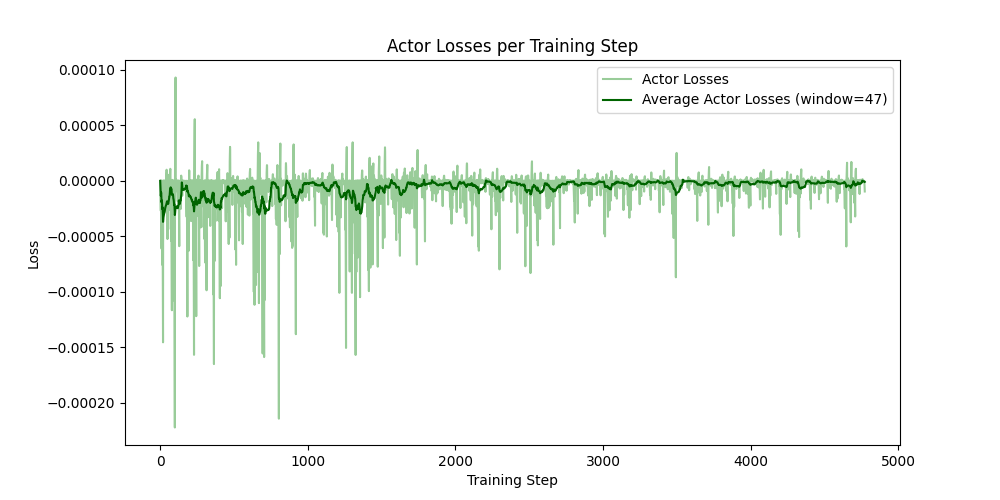 Actor Losses per Training Step
Actor Losses
Average Actor Losses (window=47)
0.00010
0.00005
0.00000
−0.00005
−0.00010
−0.00015
−0.00020
Loss
0 1000 2000 3000 4000 5000
Training Step